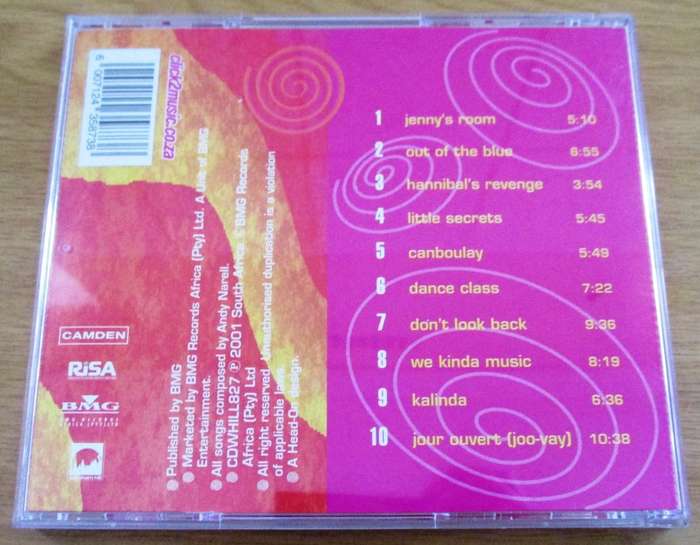 click2music.co.za
6 007124 358738
1 jenny's room 5:10
2 out of the blue 6:55
3 hannibal's revenge 3:54
4 little secrets 5:45
5 canboulay 5:49
6 dance class 7:22
7 don't look back 9:36
8 we kinda music 8:19
9 kalinda 6:36
10 jour ouvert (joo-vay) 10:38
CAMDEN
RiSA
BMG
Published by BMG
Marketed by BMG Records Africa (Pty) Ltd A Unit of BMG
Entertainment.
All songs composed by Andy Narell.
CDWHILL827 ℗ 2001 South Africa BMG Records
Africa (Pty) Ltd
All right reserved. Unauthorised duplication is a violation
of applicable laws.
A Head-On design.